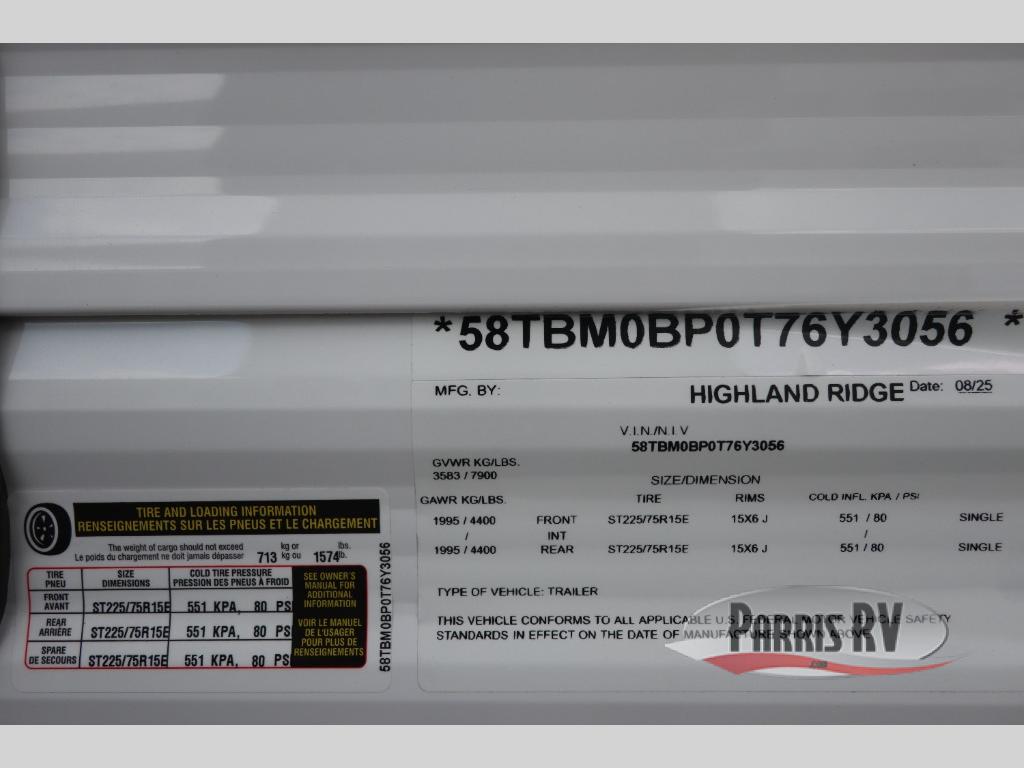 *58TBM0BP0T76Y3056 *
MFG. BY: HIGHLAND RIDGE Date: 08/25
V.I.N./N.I.V
58TBM0BP0T76Y3056
GVWR KG/LBS.
3583 / 7900
SIZE/DIMENSION
GAWR KG/LBS. TIRE RIMS COLD INFL. KPA / PSI
1995 / 4400 FRONT ST225/75R15E 15X6 J 551 / 80 SINGLE
/ INT /
1995 / 4400 REAR ST225/75R15E 15X6 J 551 / 80 SINGLE
TYPE OF VEHICLE: TRAILER
THIS VEHICLE CONFORMS TO ALL APPLICABLE U.S. FEDERAL MOTOR VEHICLE SAFETY
STANDARDS IN EFFECT ON THE DATE OF MANUFACTURE SHOWN ABOVE
TIRE AND LOADING INFORMATION
RENSEIGNEMENTS SUR LES PNEUS ET LE CHARGEMENT
The weight of cargo should not exceed kg or lbs.
Le poids du chargement ne doit jamais dépasser 713 kg ou 1574 lb.
TIRE SIZE COLD TIRE PRESSURE
PNEU DIMENSIONS PRESSION DES PNEUS À FROID
FRONT
AVANT ST225/75R15E 551 KPA, 80 PSI
REAR
ARRIÈRE ST225/75R15E 551 KPA, 80 PSI
SPARE
DE SECOURS ST225/75R15E 551 KPA, 80 PSI
SEE OWNER'S
MANUAL FOR
ADDITIONAL
INFORMATION
VOIR LE MANUEL
DE L'USAGER
POUR PLUS DE
RENSEIGNEMENTS
58TBM0BP0T76Y3056
PARRIS RV
.com